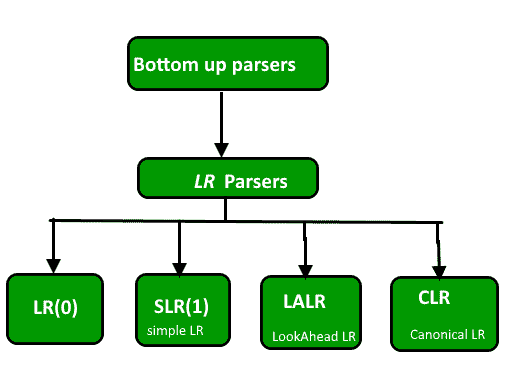 Bottom up parsers
LR Parsers
LR(0)
SLR(1)
simple LR
LALR
LookAhead LR
CLR
Canonical LR